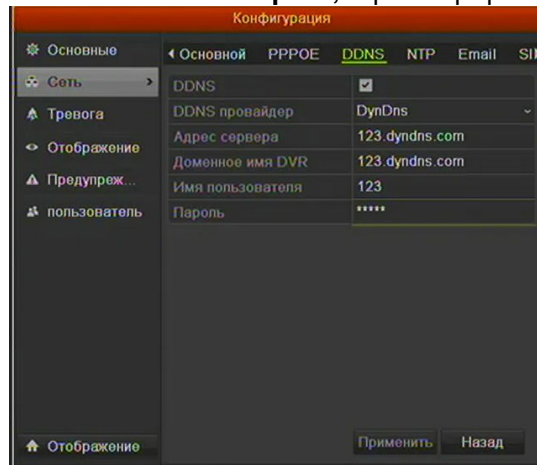 Конфигурация
Основные
Сеть >
Тревога
Отображение
Предупреж...
пользователь
Отображение
Основной PPPOE DDNS NTP Email
DDNS
DDNS провайдер DynDns
Адрес сервера 123.dyndns.com
Доменное имя DVR 123.dyndns.com
Имя пользователя 123
Пароль *****
Применить Назад